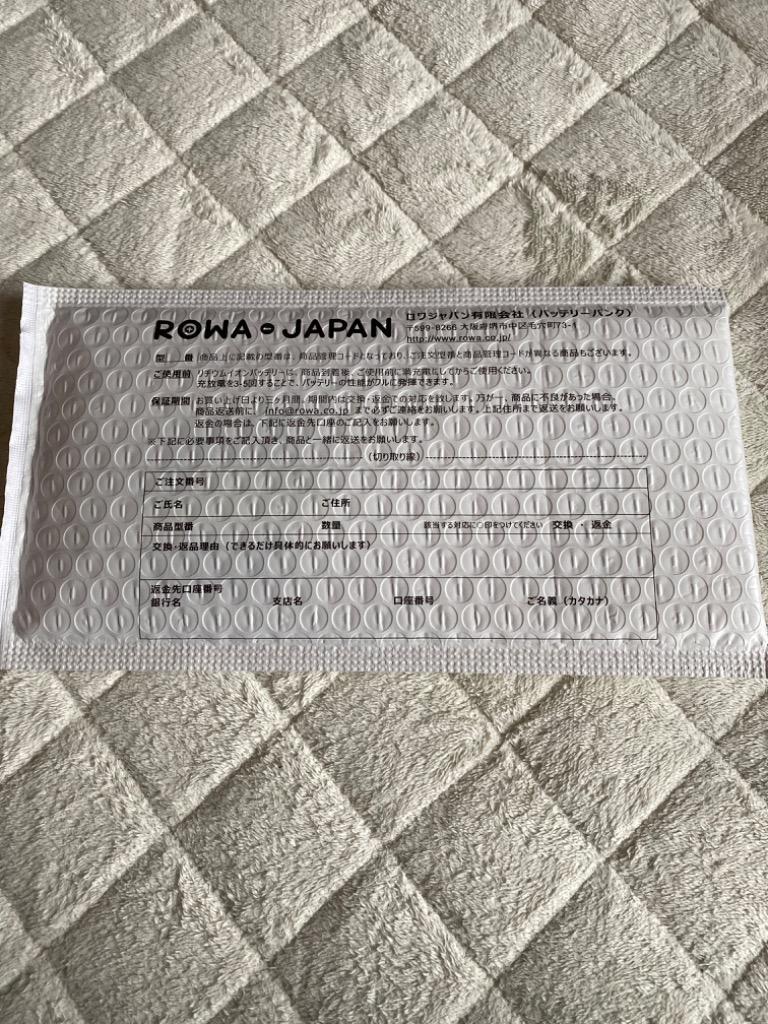 ROWA JAPAN
ロワジャパン有限会社(バッテリーバンク)
〒599-8266 大阪府堺市中区毛穴町73-1
http://www.rowa.co.jp/
型 番 商品上に記載の型番は、商品管理コードとなっており、ご注文型番と商品管理コードが異なる商品もございます。
ご使用前 リチウムイオンバッテリーは、商品到着後、ご使用前に満充電してからご使用ください。
充放電を3-5回することで、バッテリーの性能がフルに発揮できます。
保証期間 お買い上げ日より三ヶ月間。期間内は交換・返金での対応を致します。万が一、商品に不良があった場合、
商品返送前に、info@rowa.co.jp まで必ずご連絡をお願いします。上記住所まで返送をお願いします。
返金の場合は、下記に返金先口座のご記入をお願いします。
※下記に必要事項をご記入頂き、商品と一緒に返送をお願いします。
(切り取り線)
ご注文番号
ご氏名 ご住所
商品型番 数量 該当する対応に○印をつけてください 交換 ・ 返金
交換・返品理由(できるだけ具体的にお願いします)
返金先口座番号
銀行名 支店名 口座番号 ご名義(カタカナ)